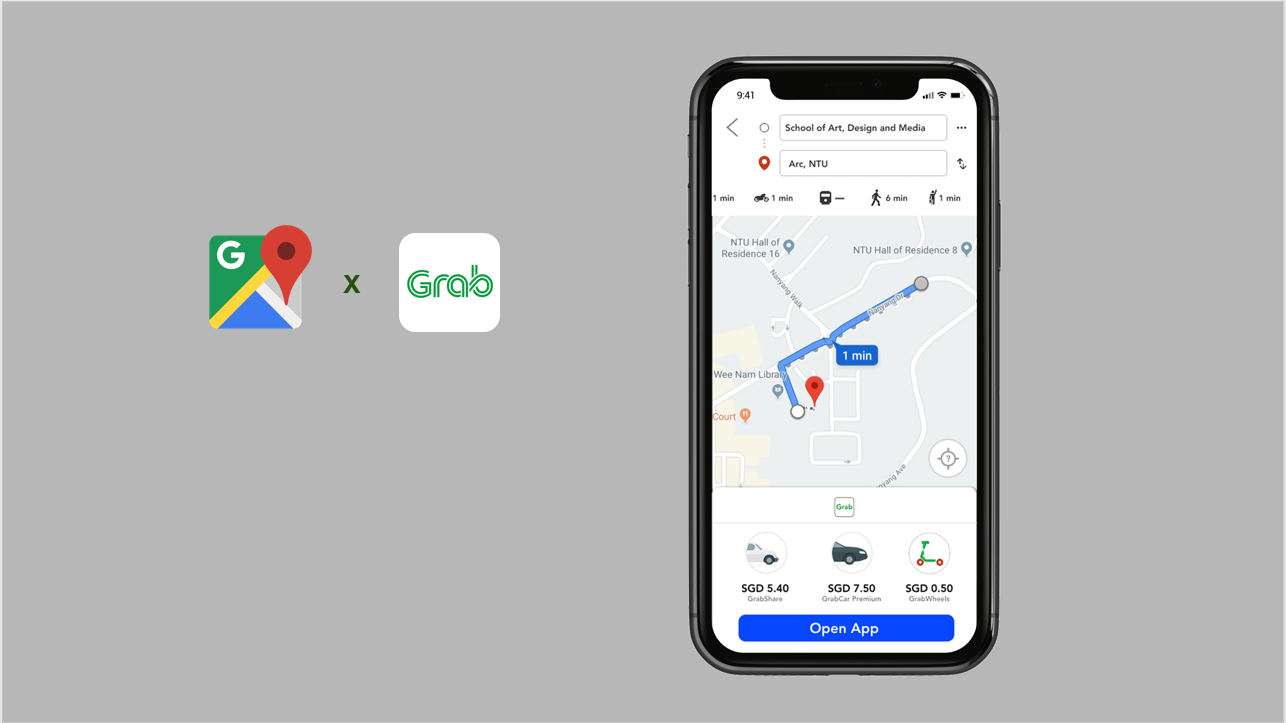 9:41
School of Art, Design and Media
Arc, NTU
1 min
1 min
6 min
1 min
NTU Hall of
Residence 16
NTU Hall of Residence 8
Nanyang Walk
Nanyang Dr
1 min
Wee Nam Library
Court
Nanyang Ave
G
x
Grab
Grab
SGD 5.40
SGD 7.50
SGD 0.50
GrabShare
GrabCar Premium
GrabWheels
Open App